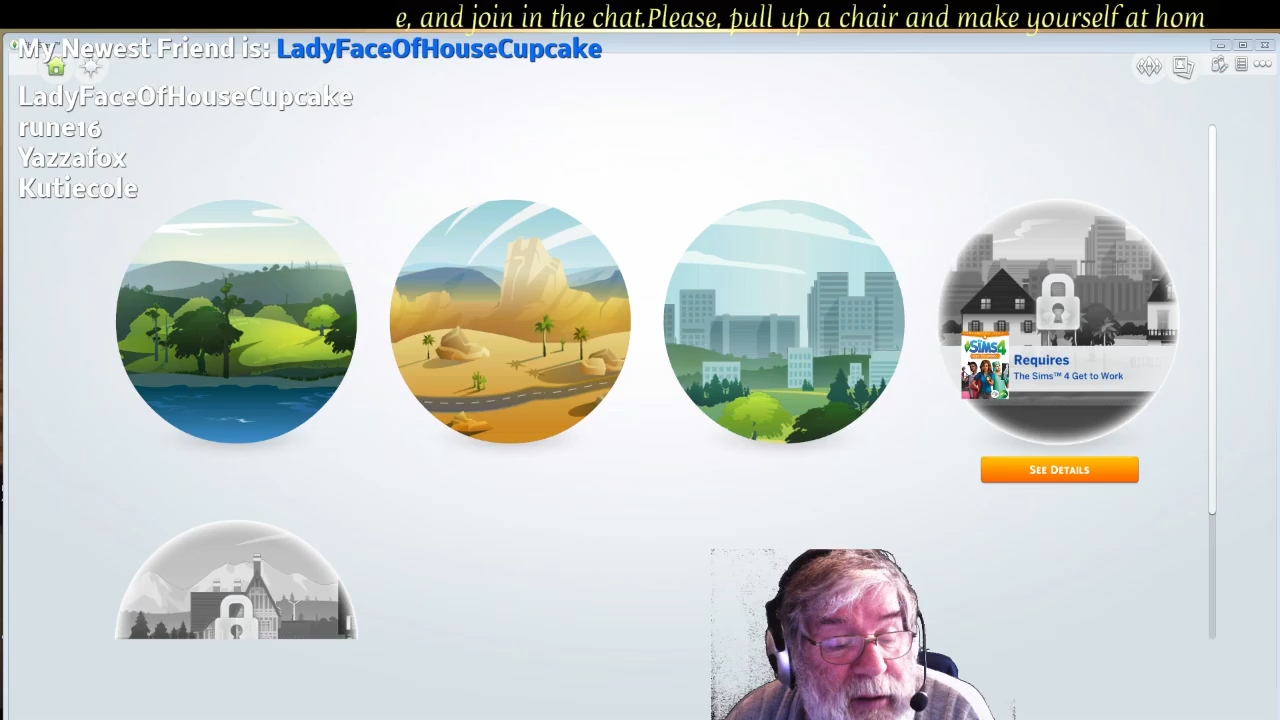 e, and join in the chat.Please, pull up a chair and make yourself at hom
My Newest Friend is: LadyFaceOfHouseCupcake
LadyFaceOfHouseCupcake
rune16
Yazzafox
Kutiecole
SiMS4
Requires
The Sims™ 4 Get to Work
See Details